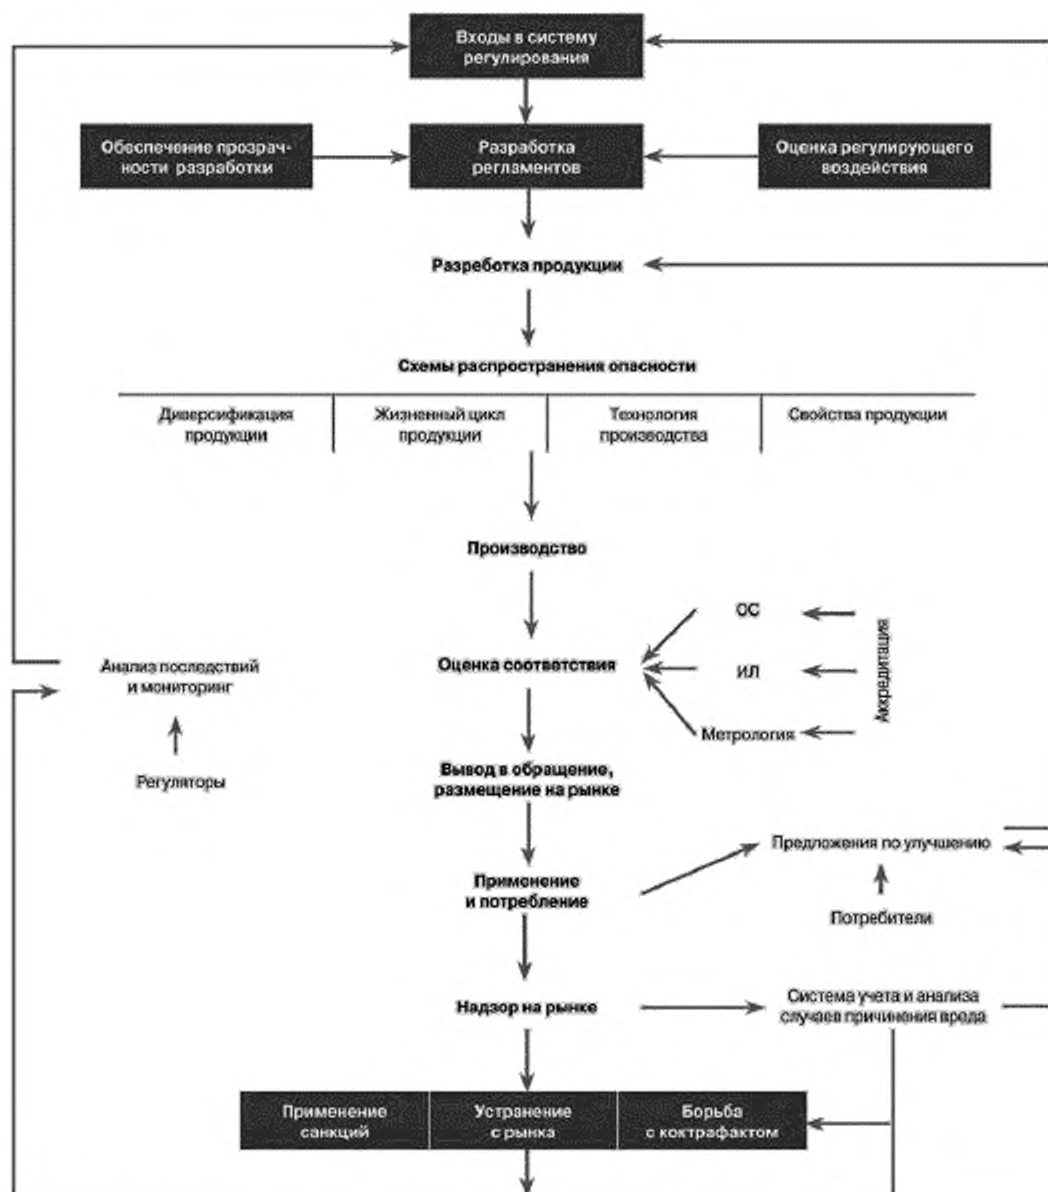 Входы в систему
регулирования
Обеспечение прозрач-
ности разработки
Разработка
регламентов
Оценка регулирующего
воздействия
Разреботка продукции
Схемы распространения опасности
Диверсификация
продукции
Жизненный цикл
продукции
Технология
производства
Свойства продукции
Производство
ОС
Оценка соответствия
ИЛ
Метрология
Аккредитация
Анализ последствий
и мониторинг
Регуляторы
Вывод в обращение,
размещение на рынке
Предложения по улучшению
Применение
и потребление
Потребители
Надзор на рынке
Система учета и анализа
случаев причинения вреда
Применение
санкций
Устранение
с рынка
Борьба
с коктрафактом